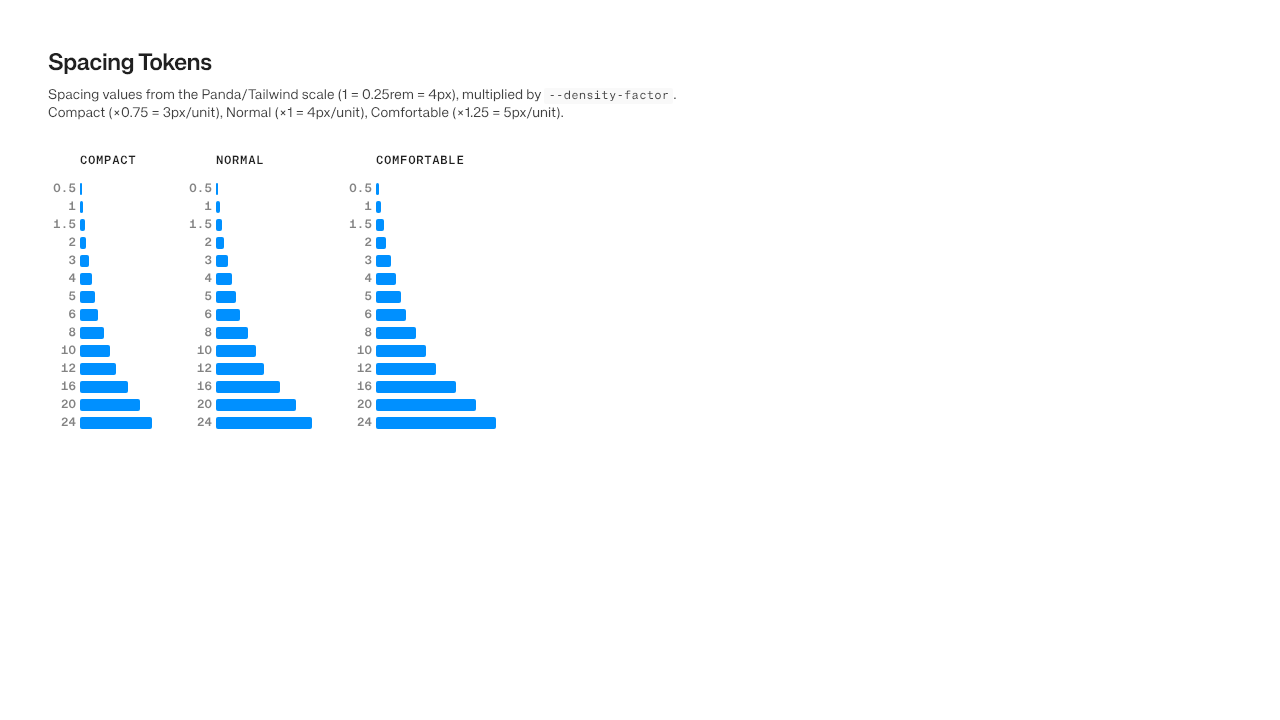 Spacing Tokens
Spacing values from the Panda/Tailwind scale (1 = 0.25rem = 4px), multiplied by --density-factor .
Compact (×0.75 = 3px/unit), Normal (×1 = 4px/unit), Comfortable (×1.25 = 5px/unit).
COMPACT NORMAL COMFORTABLE
0.5 0.5 0.5
1 1 1
1.5 1.5 1.5
2 2 2
3 3 3
4 4 4
5 5 5
6 6 6
8 8 8
10 10 10
12 12 12
16 16 16
20 20 20
24 24 24